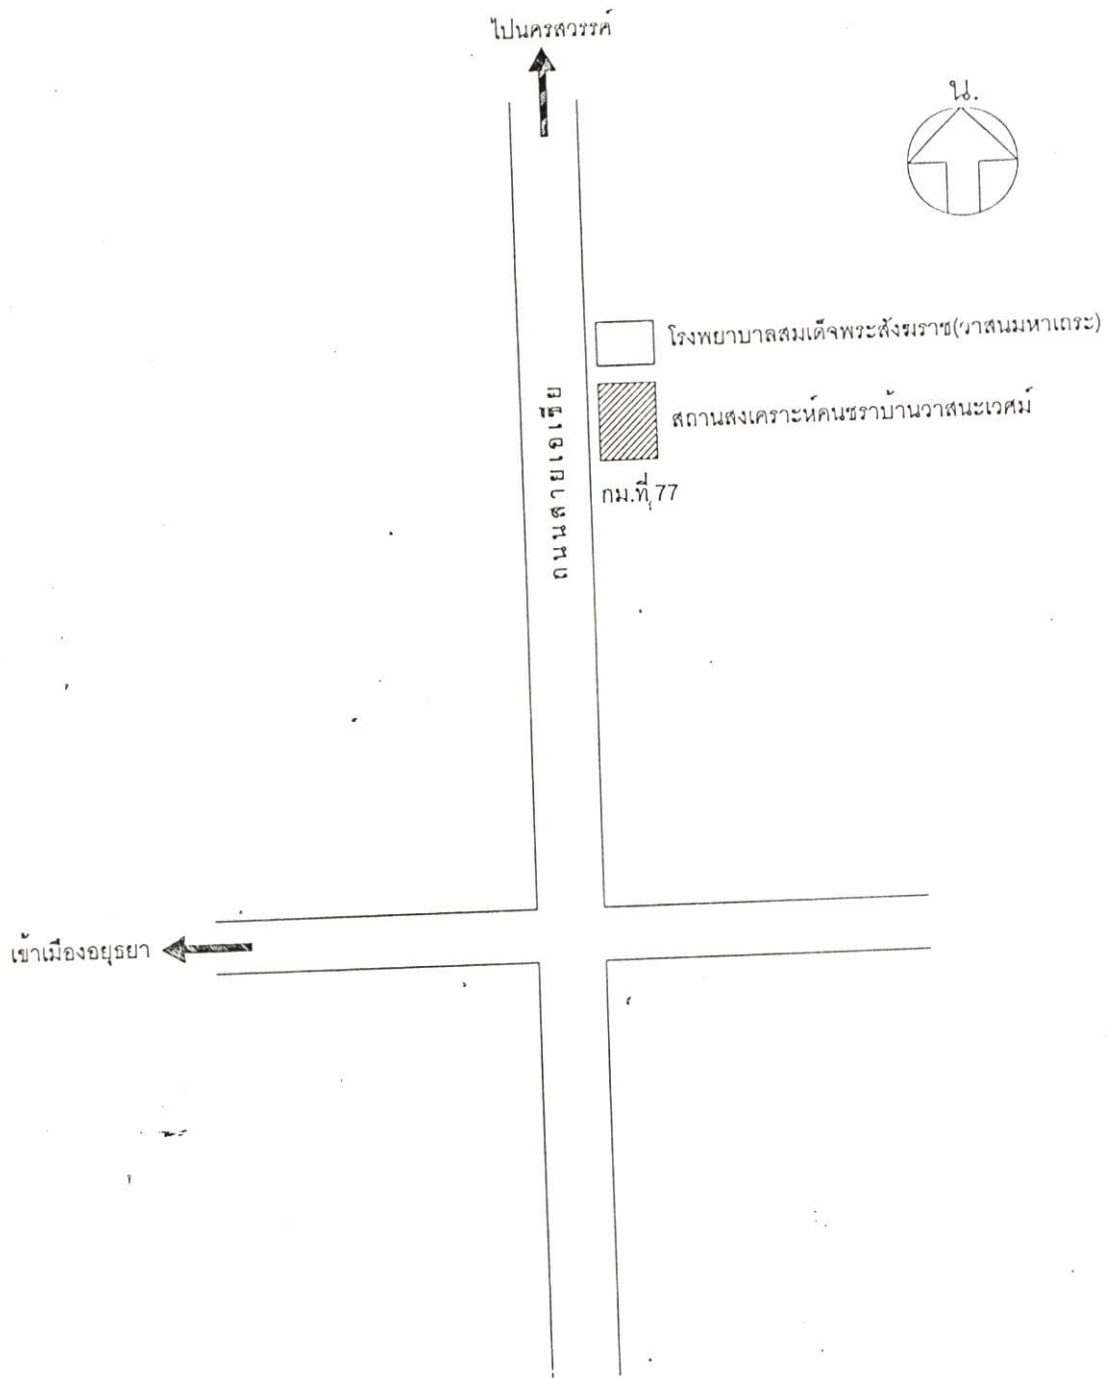 ไปนครสวรรค์
น.
โรงพยาบาลสมเด็จพระสังฆราช(วาสนมหาเถระ)
สถานสงเคราะห์คนชราบ้านวาสนะเวศม์
ถนนสายเอเซีย
กม.ที่ 77
เข้าเมืองอยุธยา